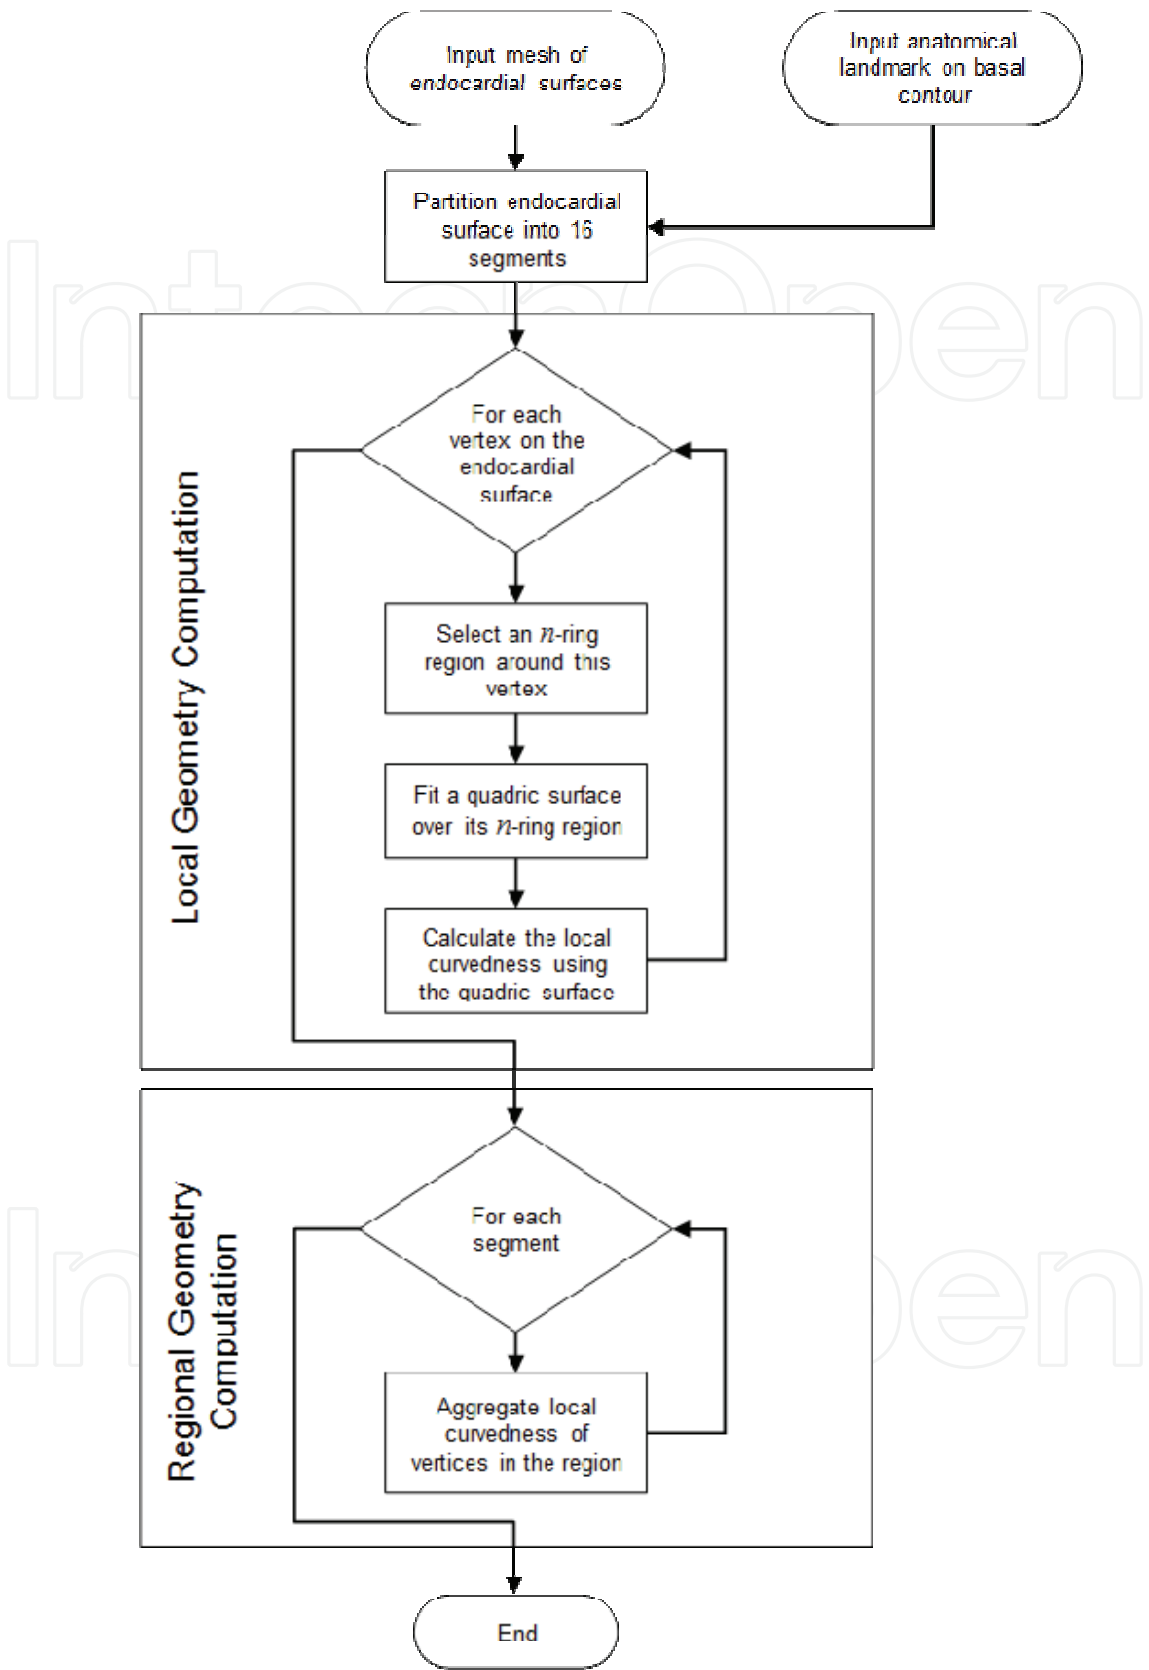 Input mesh of
endocardial surfaces
Input anatomical
landmark on basal
contour
Partition endocardial
surface into 16
segments
Local Geometry Computation
For each
vertex on the
endocardial
surface
Select an n-ring
region around this
vertex
Fit a quadric surface
over its n-ring region
Calculate the local
curvedness using
the quadric surface
Regional Geometry
Computation
For each
segment
Aggregate local
curvedness of
vertices in the region
End
IntechOpen